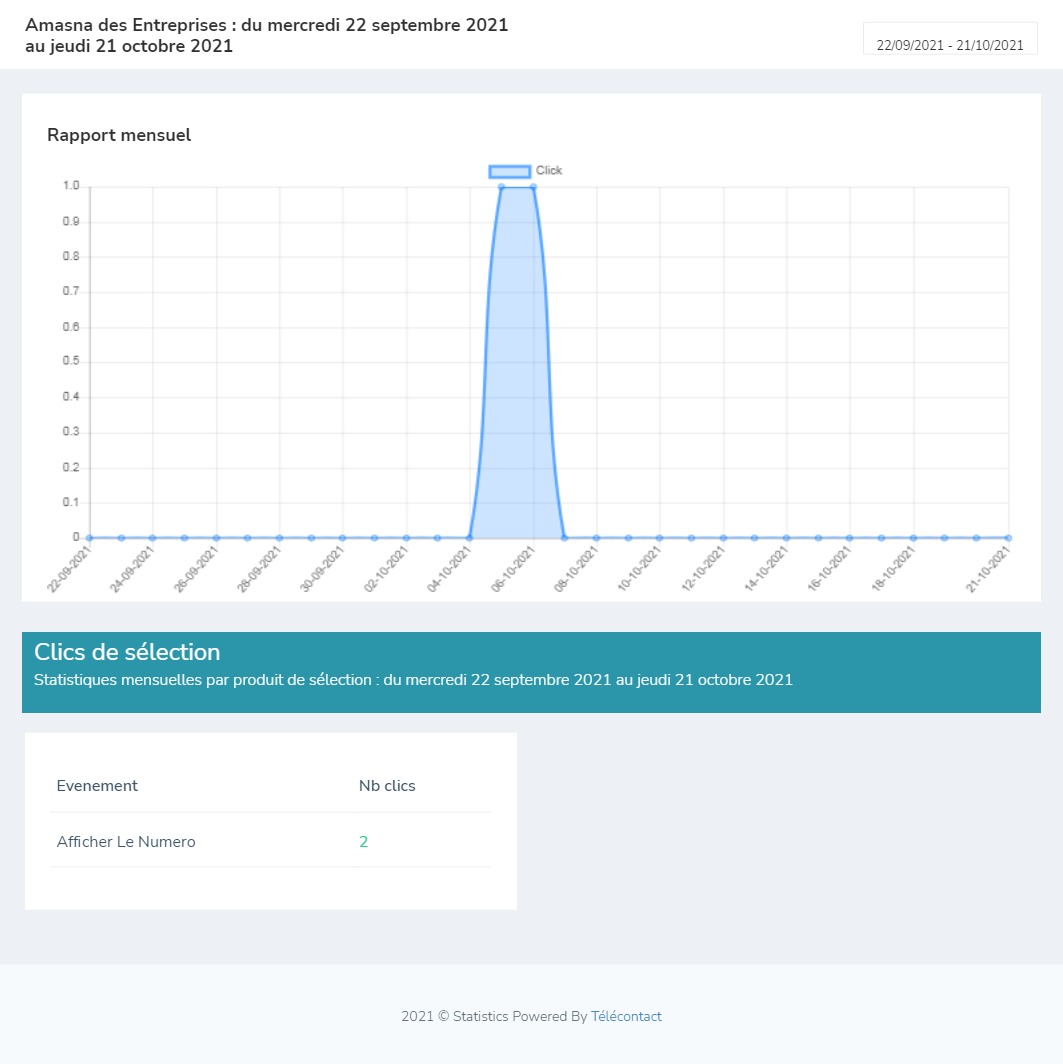 Amasna des Entreprises : du mercredi 22 septembre 2021
au jeudi 21 octobre 2021
22/09/2021 - 21/10/2021
Rapport mensuel
Click
1.0
0.9
0.8
0.7
0.6
0.5
0.4
0.3
0.2
0.1
0
22-09-2021
24-09-2021
26-09-2021
28-09-2021
30-09-2021
02-10-2021
04-10-2021
06-10-2021
08-10-2021
10-10-2021
12-10-2021
14-10-2021
16-10-2021
18-10-2021
21-10-2021
Clics de sélection
Statistiques mensuelles par produit de sélection : du mercredi 22 septembre 2021 au jeudi 21 octobre 2021
Evenement Nb clics
Afficher Le Numero 2
2021 © Statistics Powered By Télécontact